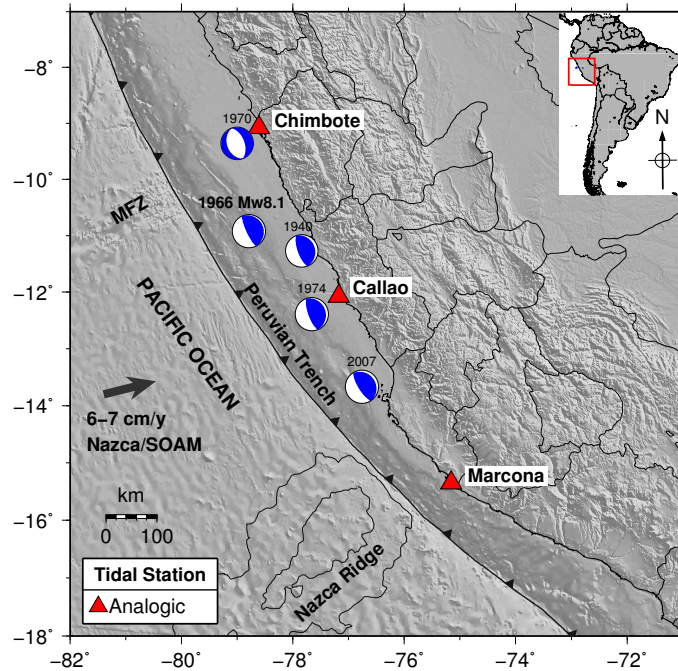 −8°
−10°
−12°
−14°
−16°
−18°
−82
−80
−78
−76
−74
−72
1970
Chimbote
N
MFZ
1966 Mw8.1
1940
PACIFIC OCEAN
Peruvian Trench
1974
Callao
2007
6−7 cm/y
Nazca/SOAM
Marcona
km
0
100
Nazca Ridge
Tidal Station
Analogic